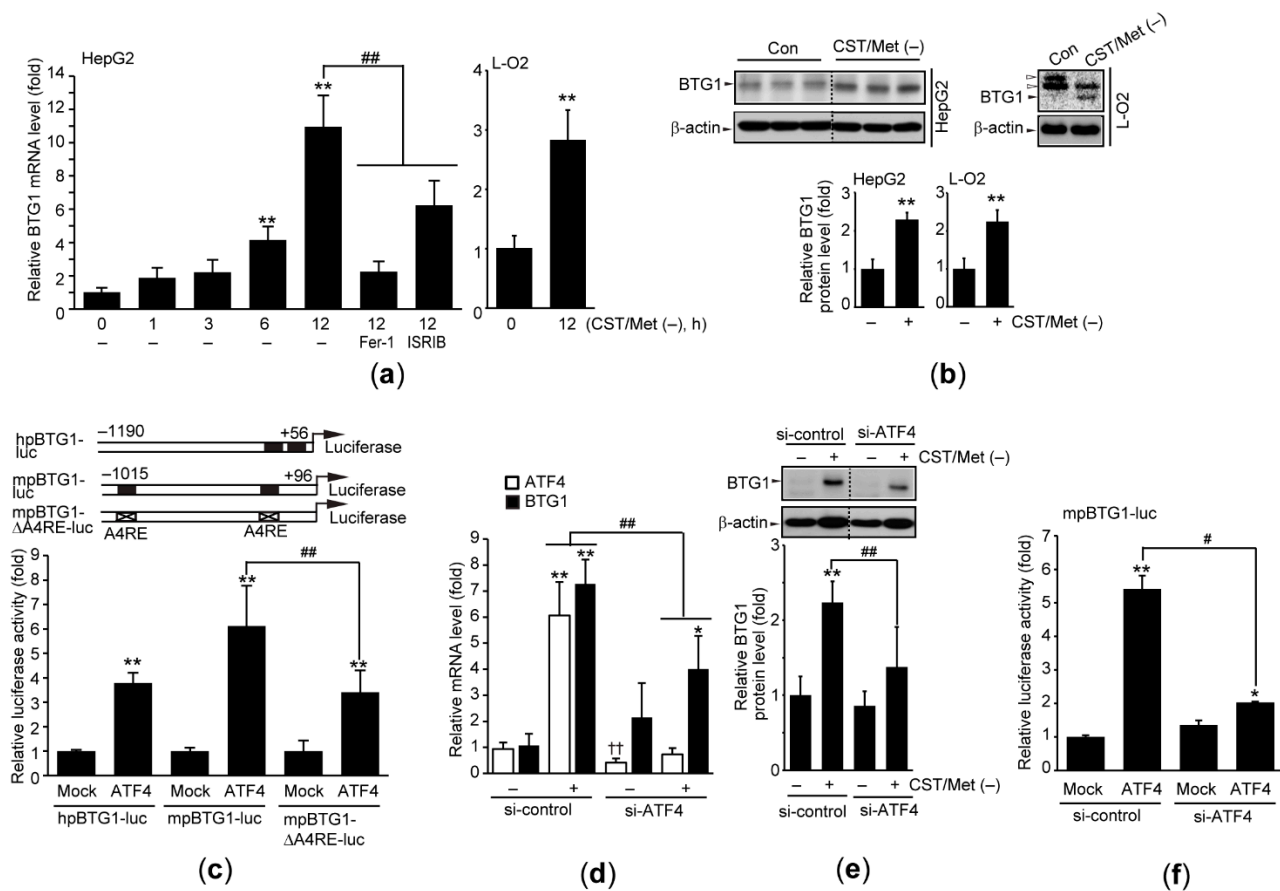 HepG2
Relative BTG1 mRNA level (fold)
14
12
10
8
6
4
2
0
**
**
##
0 1 3 6 12 12 12
– – – – – Fer-1 ISRIB
L-O2
4
3
2
1
0
**
0 12 (CST/Met (–), h)
(a)
Con CST/Met (–)
BTG1
β-actin
HepG2
Con CST/Met (–)
BTG1
β-actin
L-O2
HepG2 L-O2
Relative BTG1
protein level (fold)
3
2
1
0
**
3
2
1
0
**
– + – + CST/Met (–)
(b)
–1190 +56
hpBTG1-
luc
Luciferase
–1015 +96
mpBTG1-
luc
Luciferase
mpBTG1-
ΔA4RE-luc
Luciferase
A4RE A4RE
Relative luciferase activity (fold)
9
8
7
6
5
4
3
2
1
0
**
**
##
**
Mock ATF4 Mock ATF4 Mock ATF4
hpBTG1-luc mpBTG1-luc mpBTG1-
ΔA4RE-luc
(c)
ATF4
BTG1
Relative mRNA level (fold)
9
8
7
6
5
4
3
2
1
0
##
**
**
††
*
– + – +
si-control si-ATF4
(d)
si-control si-ATF4
– + – + CST/Met (–)
BTG1
β-actin
Relative BTG1
protein level (fold)
3
2
1
0
**
##
– + – + CST/Met (–)
si-control si-ATF4
(e)
mpBTG1-luc
Relative luciferase activity (fold)
7
6
5
4
3
2
1
0
**
#
*
Mock ATF4 Mock ATF4
si-control si-ATF4
(f)